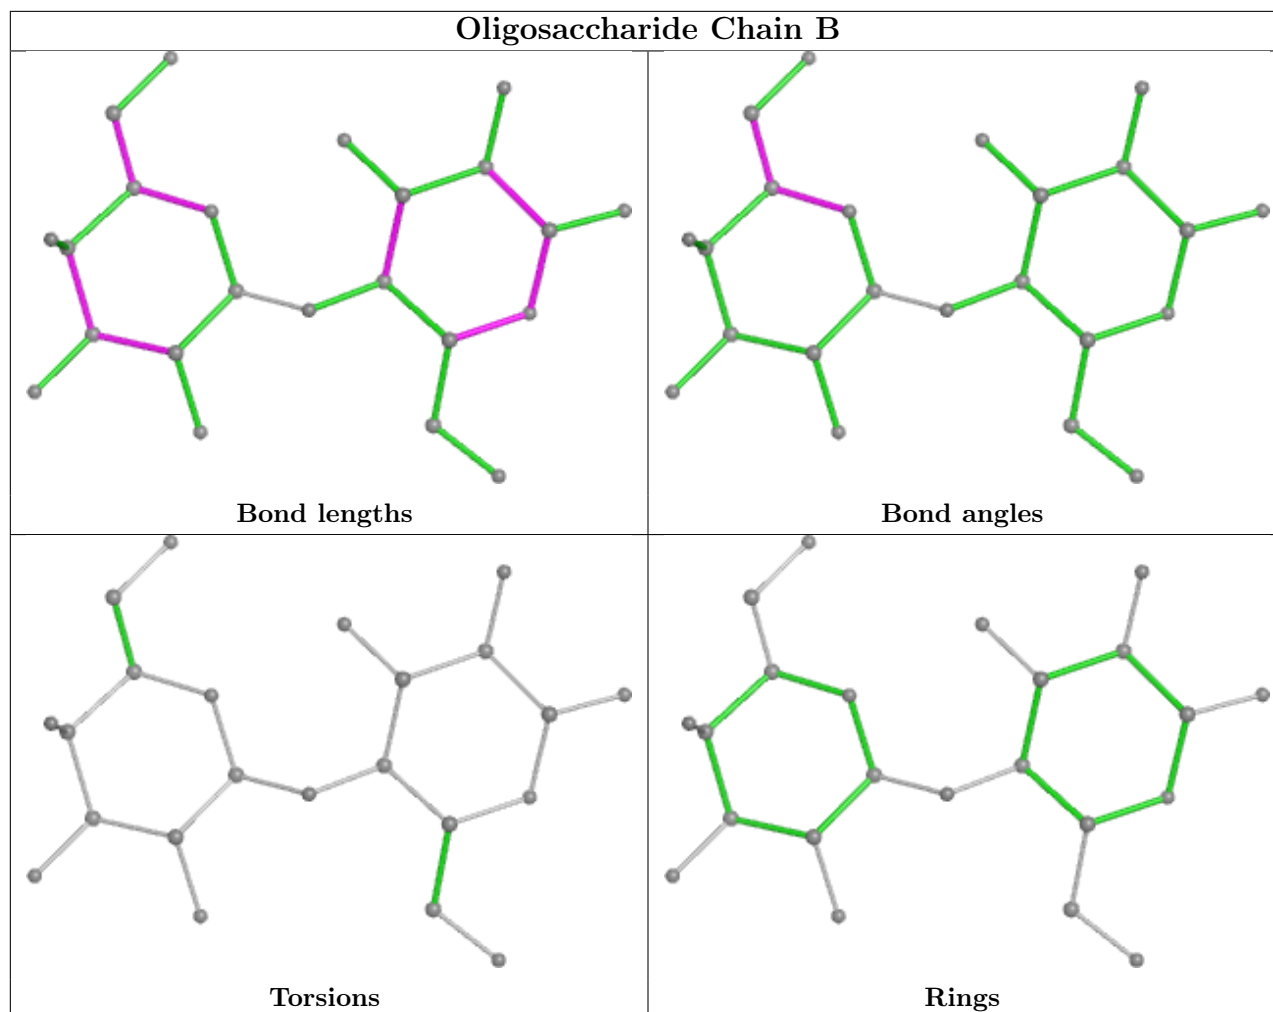 Oligosaccharide Chain B
Bond lengths
Bond angles
Torsions
Rings